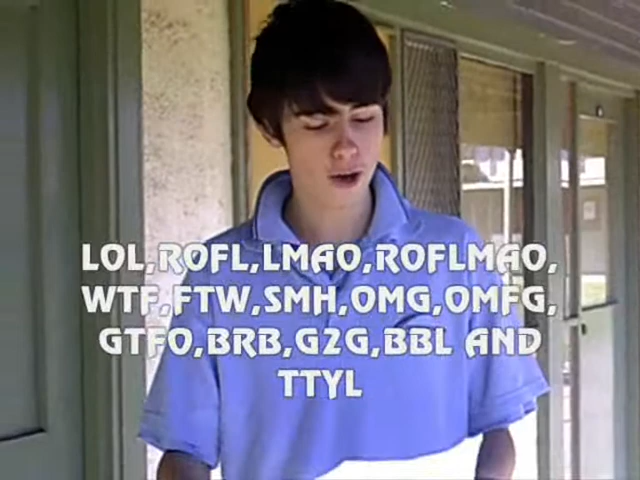 LOL,ROFL,LMAO,ROFLMAO,
WTF,FTW,SMH,OMG,OMFG,
GTFO,BRB,G2G,BBL AND
TTYL